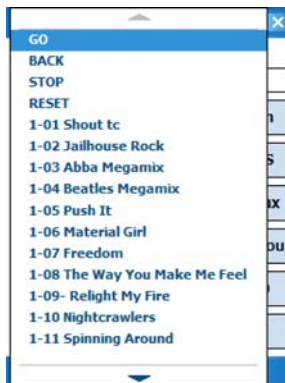 GO
BACK
STOP
RESET
1-01 Shout tc
1-02 Jailhouse Rock
1-03 Abba Megamix
1-04 Beatles Megamix
1-05 Push It
1-06 Material Girl
1-07 Freedom
1-08 The Way You Make Me Feel
1-09- Relight My Fire
1-10 Nightcrawlers
1-11 Spinning Around